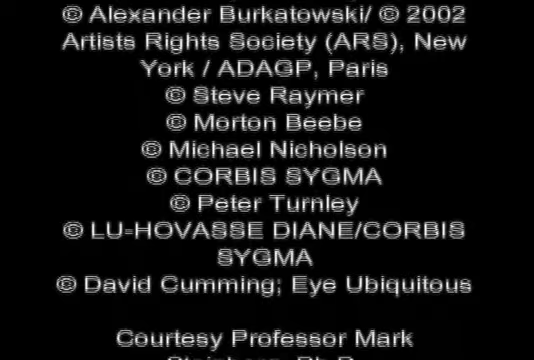 © Alexander Burkatowski/ © 2002
Artists Rights Society (ARS), New
York / ADAGP, Paris
© Steve Raymer
© Morton Beebe
© Michael Nicholson
© CORBIS SYGMA
© Peter Turnley
© LU-HOVASSE DIANE/CORBIS
SYGMA
© David Cumming; Eye Ubiquitous
Courtesy Professor Mark